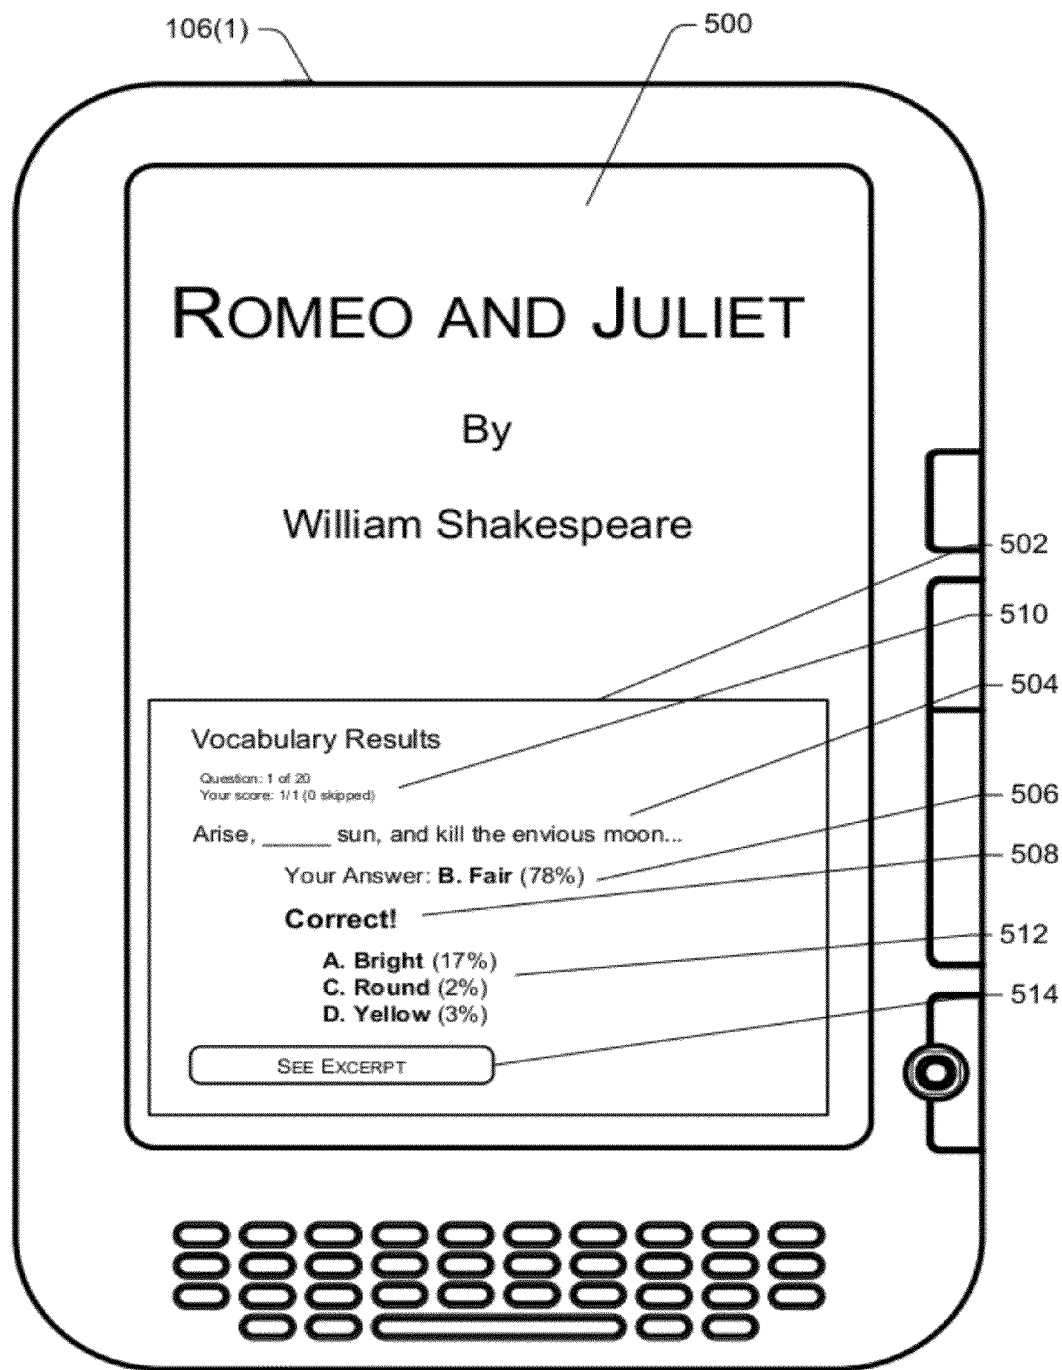 106(1)
500
ROMEO AND JULIET
By
William Shakespeare
502
510
504
Vocabulary Results
Question: 1 of 20
Your score: 1/1 (0 skipped)
506
Arise, _____ sun, and kill the envious moon...
508
Your Answer: B. Fair (78%)
Correct!
512
A. Bright (17%)
C. Round (2%)
514
D. Yellow (3%)
SEE EXCERPT